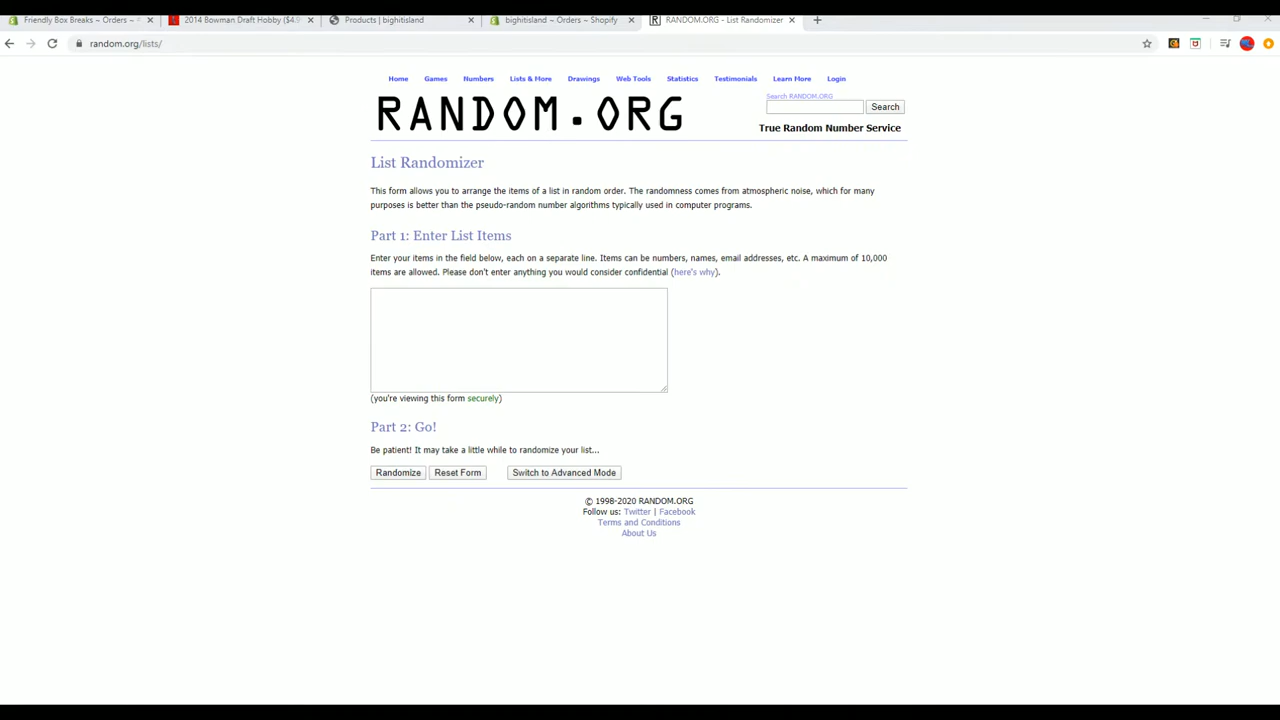 Friendly Box Breaks ~ Orders ~
2014 Bowman Draft Hobby ($4.9
Products | bighitisland
bighitisland ~ Orders ~ Shopify
RANDOM.ORG - List Randomizer
random.org/lists/
Home Games Numbers Lists & More Drawings Web Tools Statistics Testimonials Learn More Login
Search RANDOM.ORG
RANDOM.ORG
Search
True Random Number Service
List Randomizer
This form allows you to arrange the items of a list in random order. The randomness comes from atmospheric noise, which for many
purposes is better than the pseudo-random number algorithms typically used in computer programs.
Part 1: Enter List Items
Enter your items in the field below, each on a separate line. Items can be numbers, names, email addresses, etc. A maximum of 10,000
items are allowed. Please don't enter anything you would consider confidential (here's why).
(you're viewing this form securely)
Part 2: Go!
Be patient! It may take a little while to randomize your list...
Randomize Reset Form Switch to Advanced Mode
© 1998-2020 RANDOM.ORG
Follow us: Twitter | Facebook
Terms and Conditions
About Us